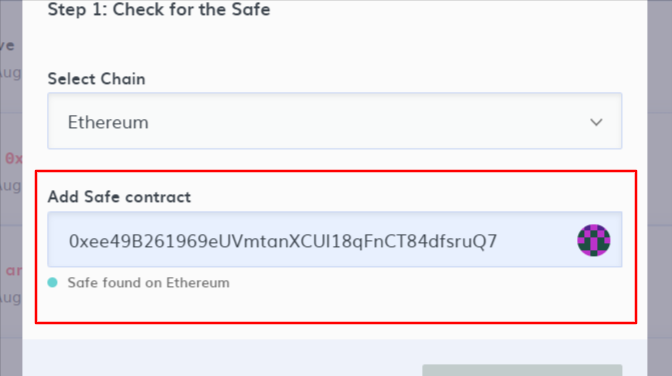 Step 1: Check for the Safe
ve
Aug
Select Chain
Ethereum
0x
Aug
Add Safe contract
0xee49B261969eUVmtanXCUI18qFnCT84dfsruQ7
ar
Safe found on Ethereum
Aug